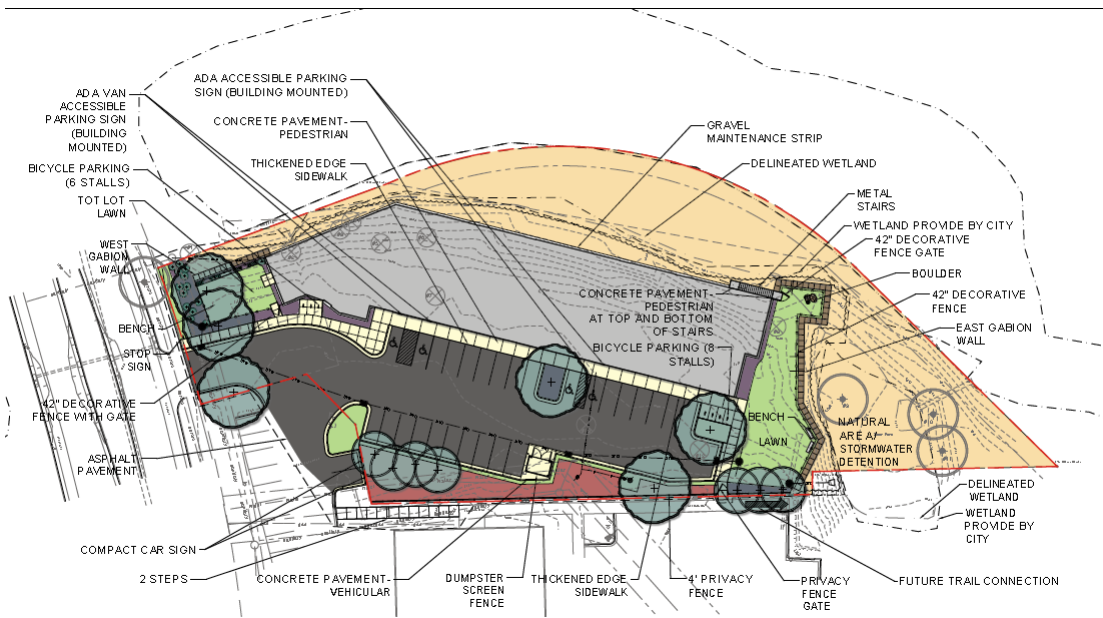 ADA ACCESSIBLE PARKING
SIGN (BUILDING MOUNTED)
ADA VAN
ACCESSIBLE
PARKING SIGN
(BUILDING
MOUNTED)
CONCRETE PAVEMENT-
PEDESTRIAN
THICKENED EDGE
SIDEWALK
BICYCLE PARKING
(6 STALLS)
TOT LOT
LAWN
WEST
GABION
WALL
BENCH
STOP
SIGN
42" DECORATIVE
FENCE WITH GATE
ASPHALT
PAVEMENT
GRAVEL
MAINTENANCE STRIP
DELINEATED WETLAND
METAL
STAIRS
WETLAND PROVIDE BY CITY
42" DECORATIVE
FENCE GATE
BOULDER
42" DECORATIVE
FENCE
EAST GABION
WALL
CONCRETE PAVEMENT-
PEDESTRIAN
AT TOP AND BOTTOM
OF STAIRS
BICYCLE PARKING (8
STALLS)
BENCH
LAWN
NATURAL
AREA/
STORMWATER
DETENTION
DELINEATED
WETLAND
WETLAND
PROVIDE BY
CITY
COMPACT CAR SIGN
2 STEPS
CONCRETE PAVEMENT-
VEHICULAR
DUMPSTER
SCREEN
FENCE
THICKENED EDGE
SIDEWALK
4' PRIVACY
FENCE
PRIVACY
FENCE
GATE
FUTURE TRAIL CONNECTION